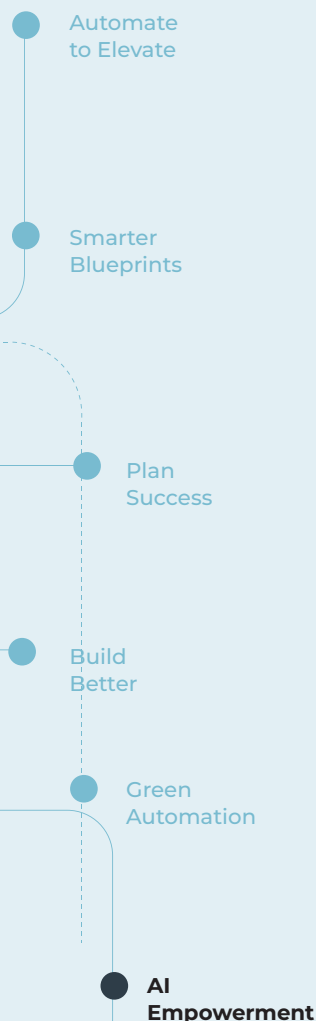 Automate
to Elevate
Smarter
Blueprints
Plan
Success
Build
Better
Green
Automation
AI
Empowerment